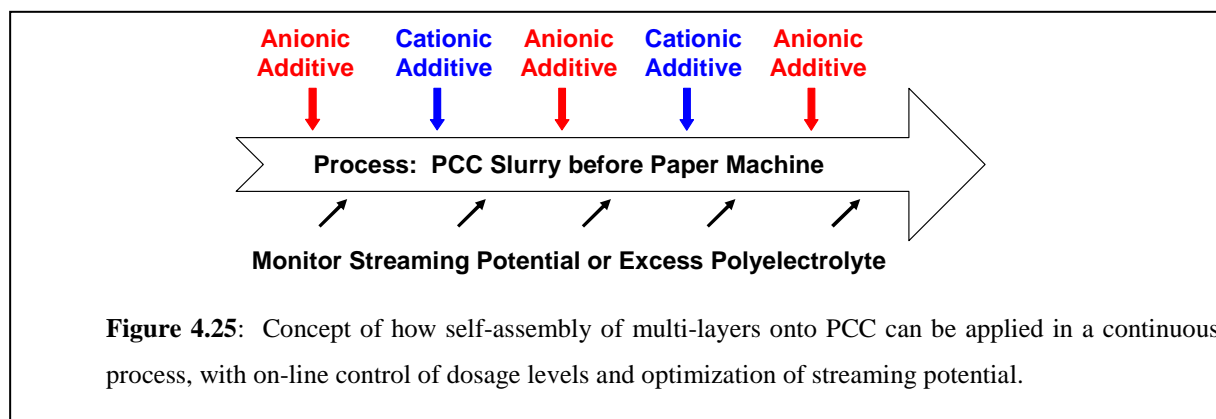 Anionic Cationic Anionic Cationic Anionic
Additive Additive Additive Additive Additive
Process: PCC Slurry before Paper Machine
Monitor Streaming Potential or Excess Polyelectrolyte
Figure 4.25: Concept of how self-assembly of multi-layers onto PCC can be applied in a continuous
process, with on-line control of dosage levels and optimization of streaming potential.